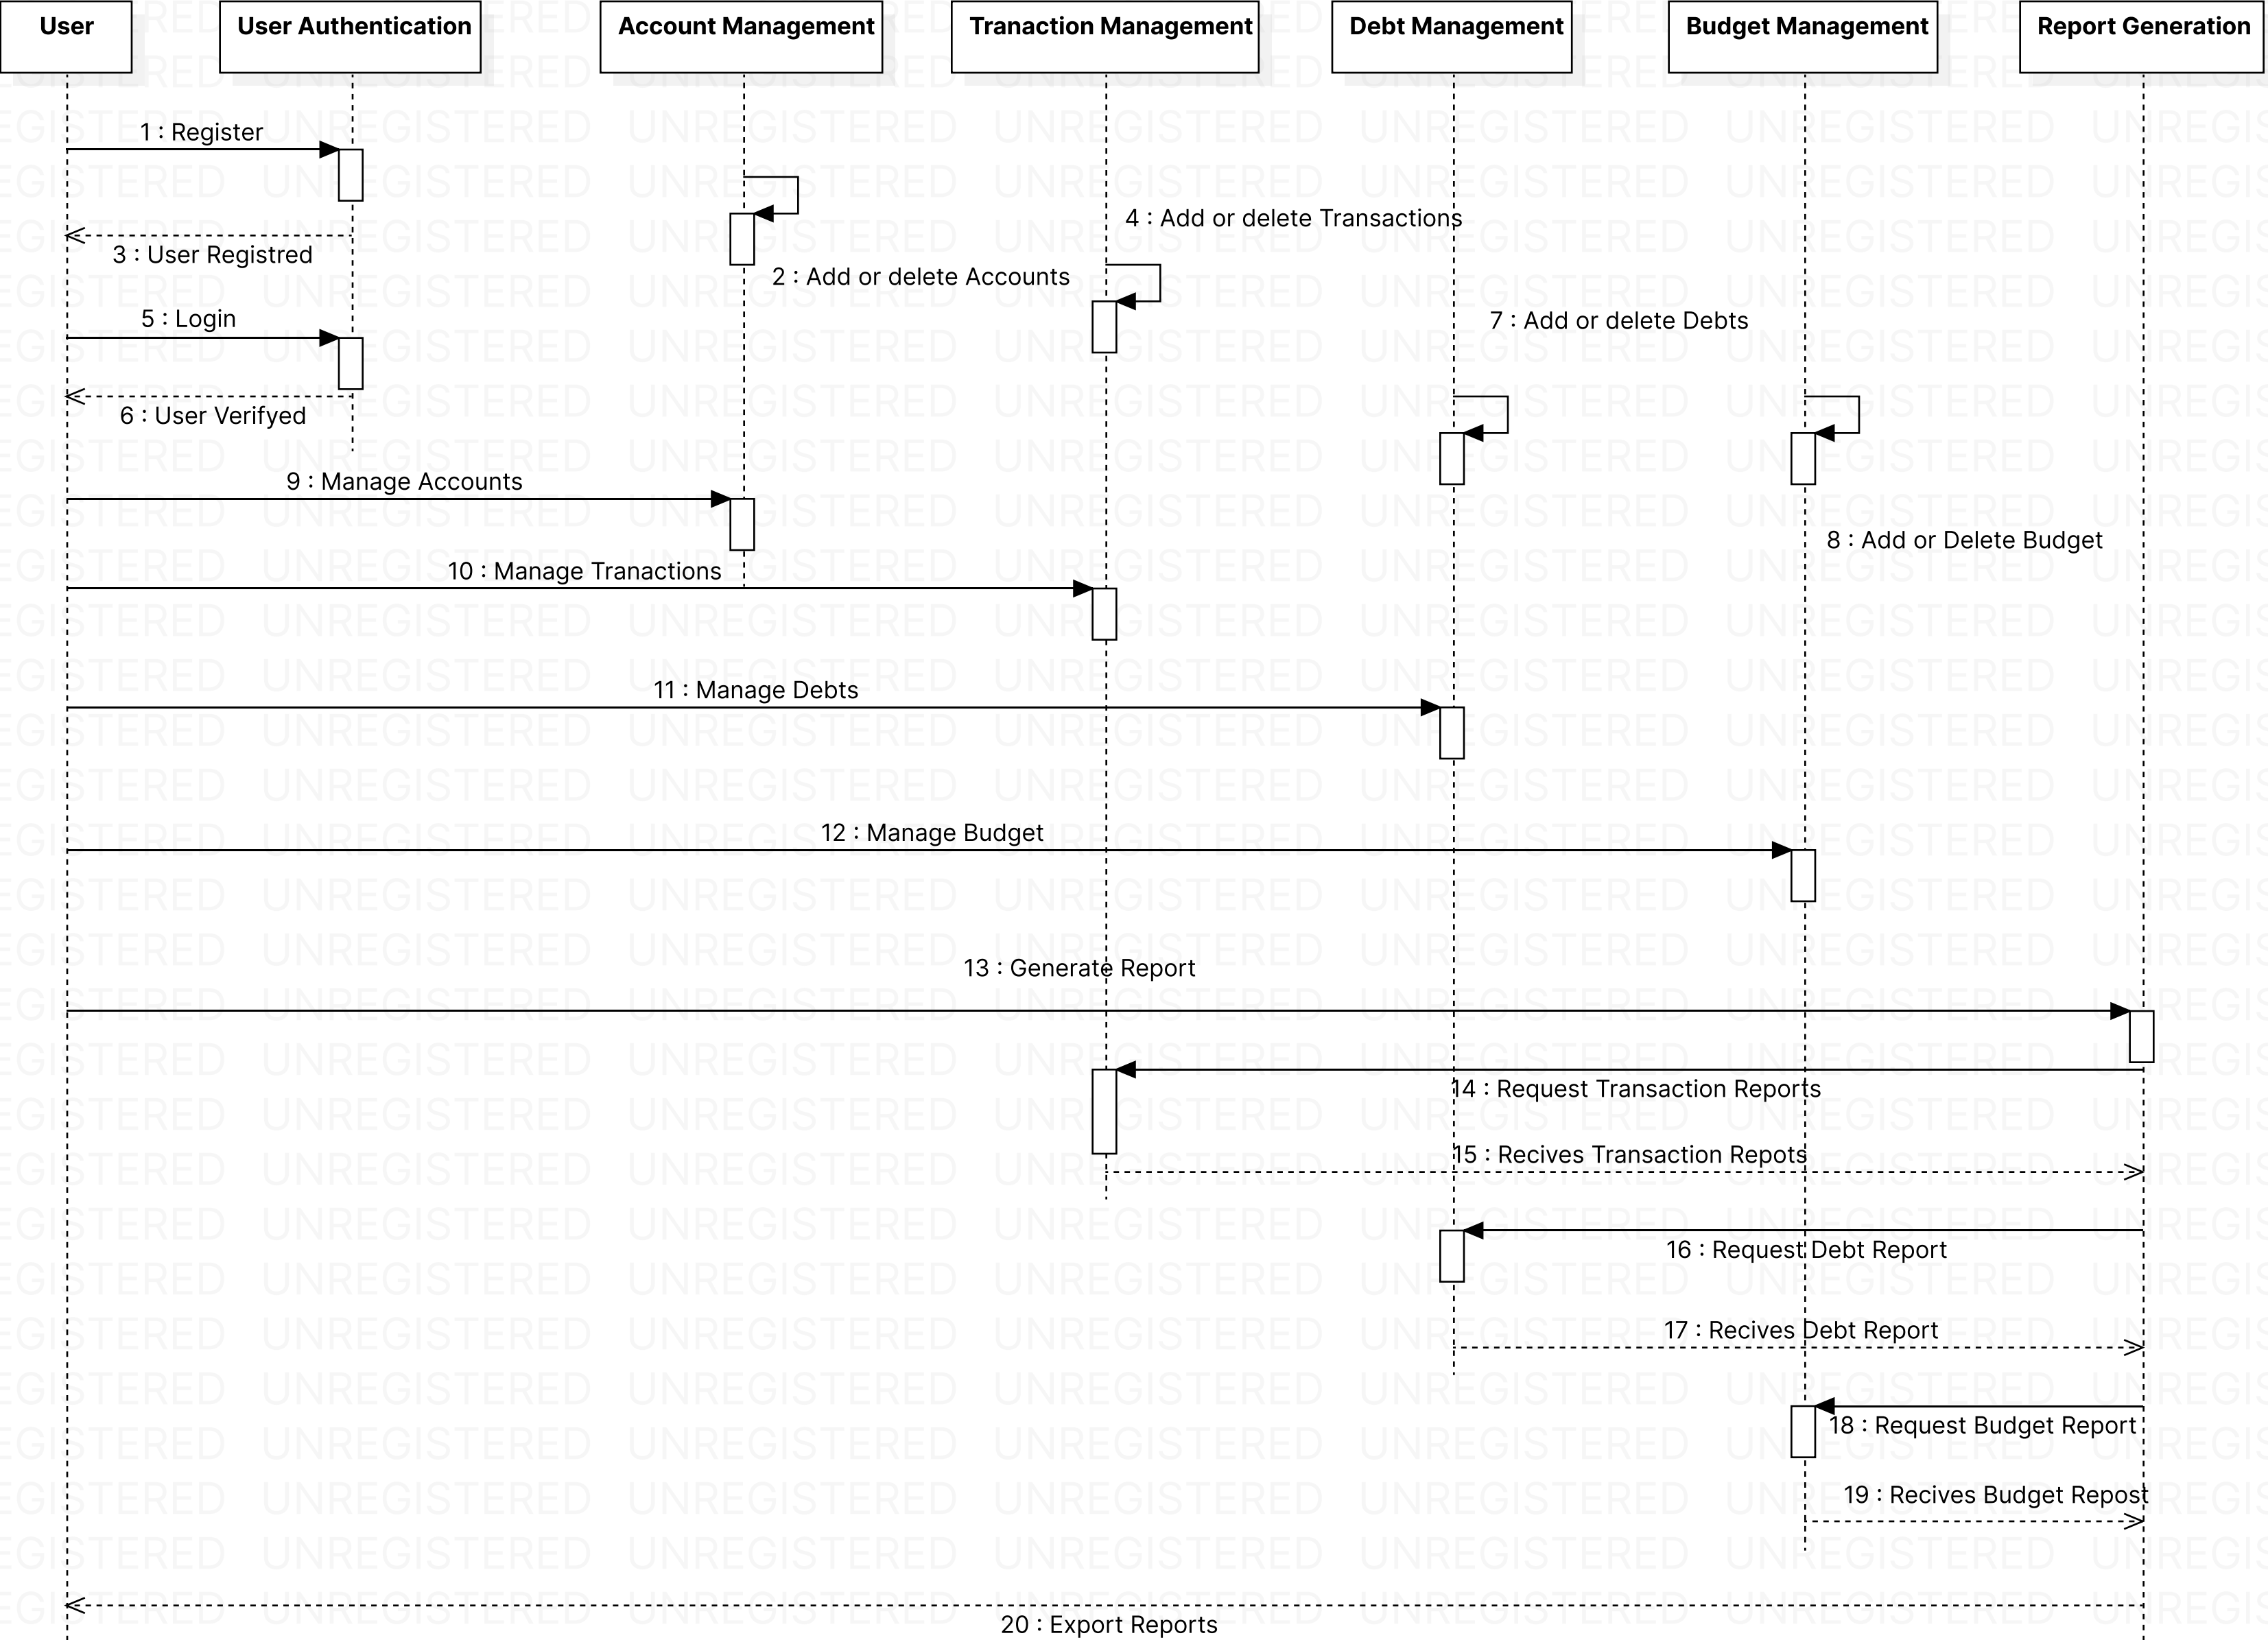 User
User Authentication
Account Management
Tranaction Management
Debt Management
Budget Management
Report Generation
1 : Register
4 : Add or delete Transactions
3 : User Registred
2 : Add or delete Accounts
5 : Login
7 : Add or delete Debts
6 : User Verifyed
9 : Manage Accounts
8 : Add or Delete Budget
10 : Manage Tranactions
11 : Manage Debts
12 : Manage Budget
13 : Generate Report
14 : Request Transaction Reports
15 : Recives Transaction Repots
16 : Request Debt Report
17 : Recives Debt Report
18 : Request Budget Report
19 : Recives Budget Repost
20 : Export Reports
UNREGISTERED